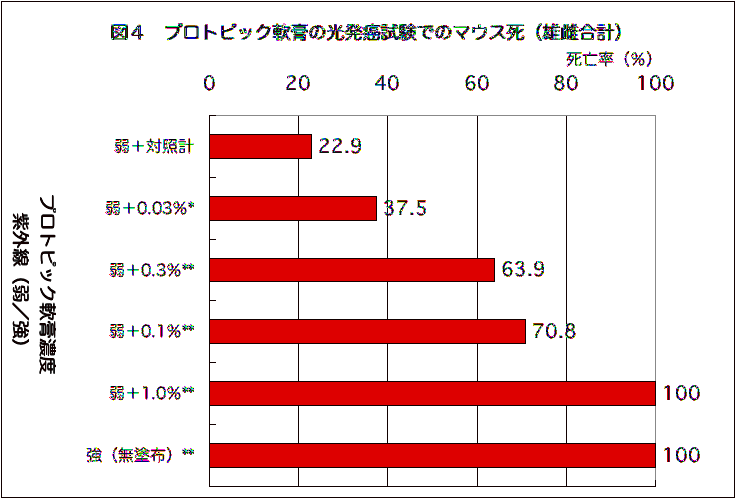 図4 プロトピック軟膏の光発癌試験でのマウス死（雄雌合計）
死亡率（%）
0 20 40 60 80 100
弱＋対照計 22.9
弱＋0.03%* 37.5
弱＋0.3%** 63.9
弱＋0.1%** 70.8
弱＋1.0%** 100
強（無塗布）** 100
プロトピック軟膏濃度
紫外線（弱／強）